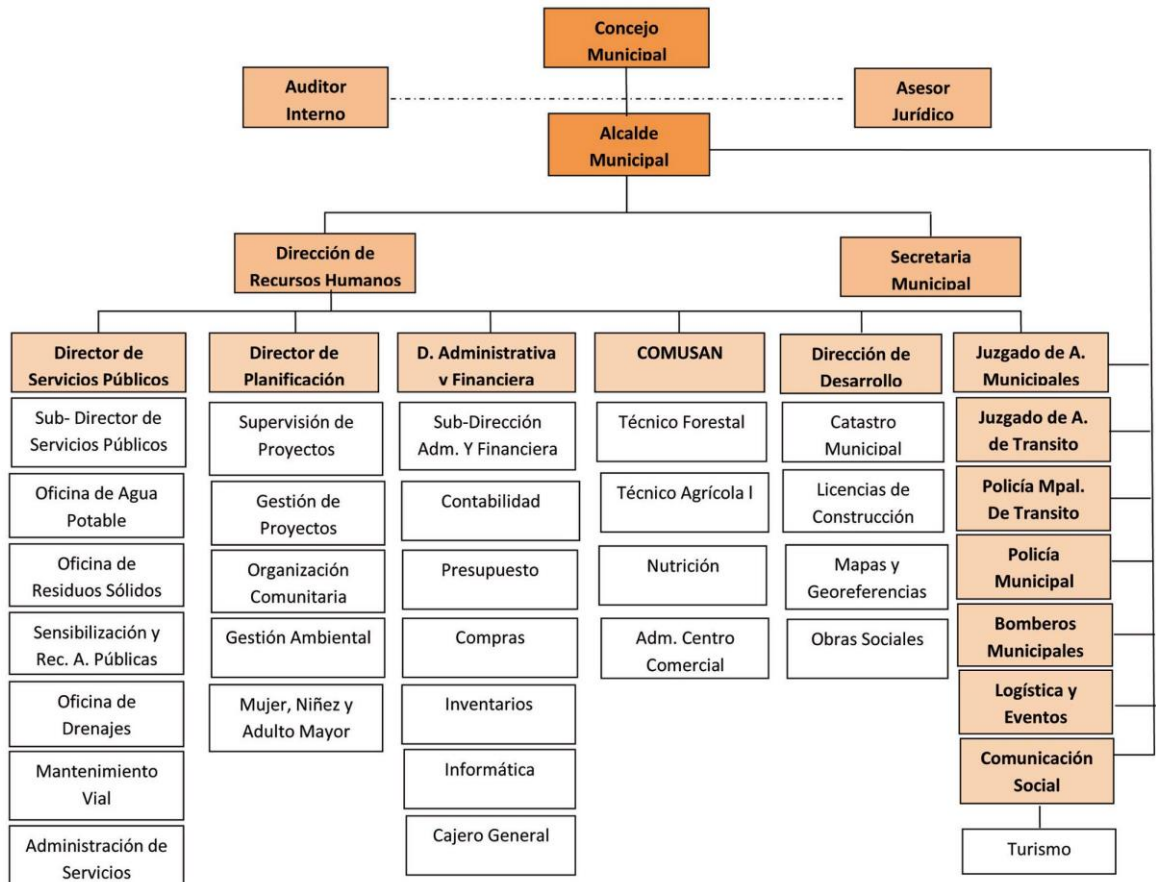 Concejo
Municipal
Auditor
Interno
Asesor
Jurídico
Alcalde
Municipal
Dirección de
Recursos Humanos
Secretaria
Municipal
Director de
Servicios Públicos
Sub- Director de
Servicios Públicos
Oficina de Agua
Potable
Oficina de
Residuos Sólidos
Sensibilización y
Rec. A. Públicas
Oficina de
Drenajes
Mantenimiento
Vial
Administración de
Servicios
Director de
Planificación
Supervisión de
Proyectos
Gestión de
Proyectos
Organización
Comunitaria
Gestión Ambiental
Mujer, Niñez y
Adulto Mayor
D. Administrativa
y Financiera
Sub-Dirección
Adm. Y Financiera
Contabilidad
Presupuesto
Compras
Inventarios
Informática
Cajero General
COMUSAN
Técnico Forestal
Técnico Agrícola l
Nutrición
Adm. Centro
Comercial
Dirección de
Desarrollo
Catastro
Municipal
Licencias de
Construcción
Mapas y
Georeferencias
Obras Sociales
Juzgado de A.
Municipales
Juzgado de A.
de Transito
Policía Mpal.
De Transito
Policía
Municipal
Bomberos
Municipales
Logística y
Eventos
Comunicación
Social
Turismo